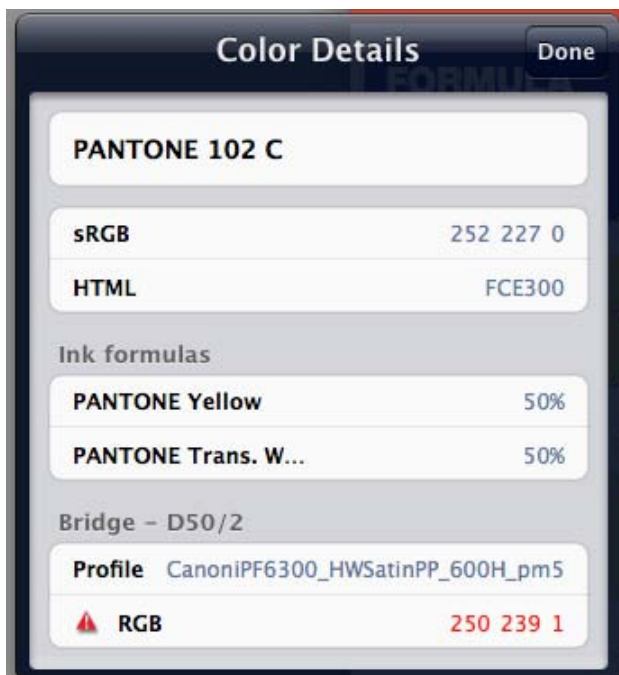 Color Details
Done
FORMULA
PANTONE 102 C
sRGB 252 227 0
HTML FCE300
Ink formulas
PANTONE Yellow 50%
PANTONE Trans. W... 50%
Bridge – D50/2
Profile CanoniPF6300_HWSatinPP_600H_pm5
RGB 250 239 1